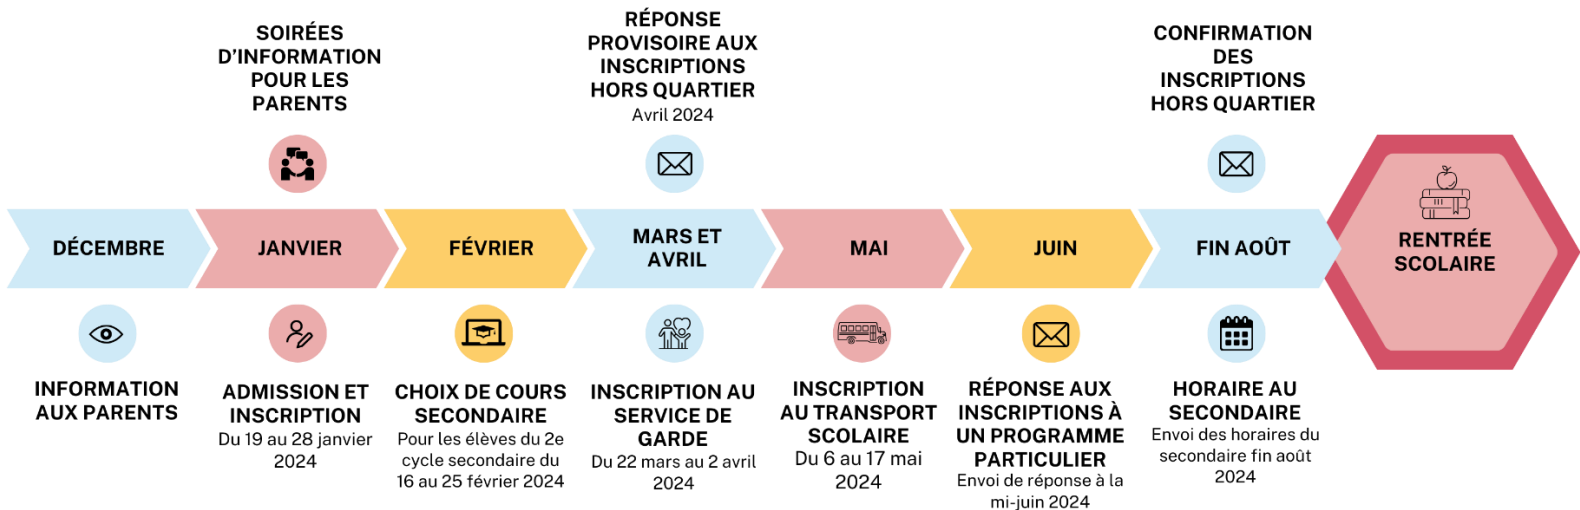 SOIRÉES
D'INFORMATION
POUR LES
PARENTS
RÉPONSE
PROVISOIRE AUX
INSCRIPTIONS
HORS QUARTIER
Avril 2024
CONFIRMATION
DES
INSCRIPTIONS
HORS QUARTIER
DÉCEMBRE
JANVIER
FÉVRIER
MARS ET
AVRIL
MAI
JUIN
FIN AOÛT
RENTRÉE
SCOLAIRE
INFORMATION
AUX PARENTS
ADMISSION ET
INSCRIPTION
Du 19 au 28 janvier
2024
CHOIX DE COURS
SECONDAIRE
Pour les élèves du 2e
cycle secondaire du
16 au 25 février 2024
INSCRIPTION AU
SERVICE DE
GARDE
Du 22 mars au 2 avril
2024
INSCRIPTION
AU TRANSPORT
SCOLAIRE
Du 6 au 17 mai
2024
RÉPONSE AUX
INSCRIPTIONS À
UN PROGRAMME
PARTICULIER
Envoi de réponse à la
mi-juin 2024
HORAIRE AU
SECONDAIRE
Envoi des horaires du
secondaire fin août
2024